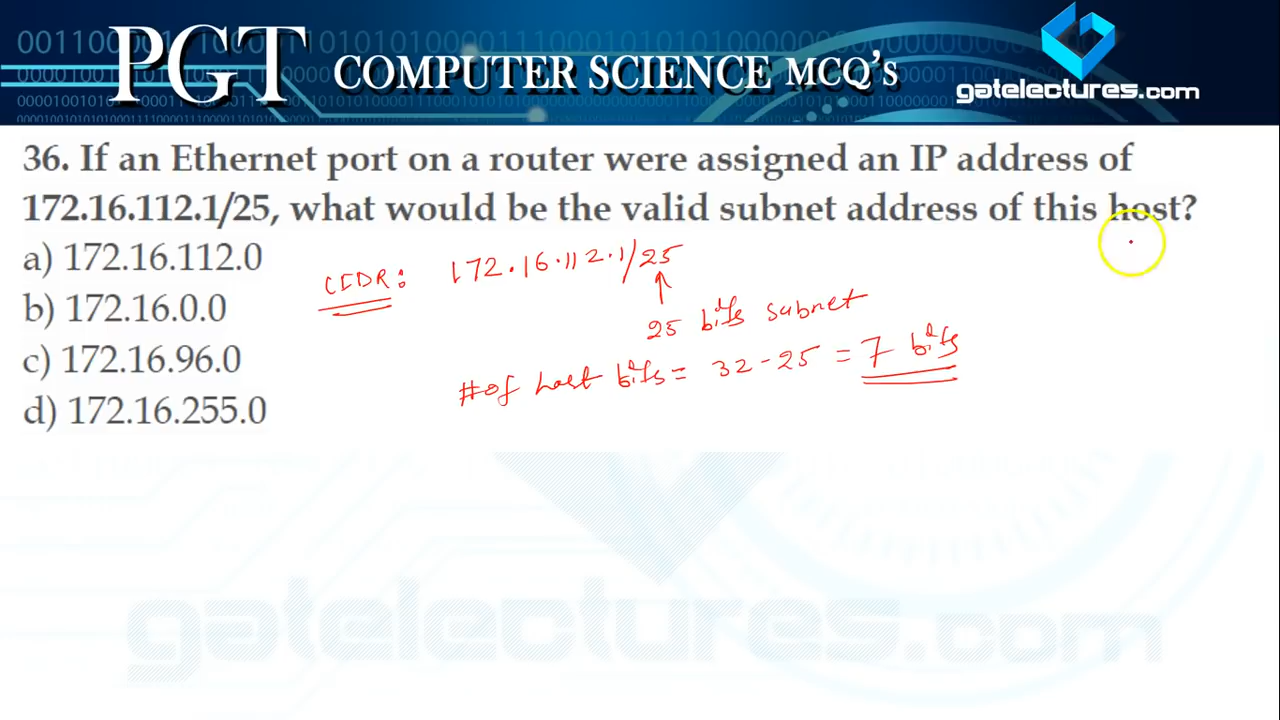 PGT COMPUTER SCIENCE MCQ'S
gatelectures.com
36. If an Ethernet port on a router were assigned an IP address of
172.16.112.1/25, what would be the valid subnet address of this host?
a) 172.16.112.0
b) 172.16.0.0
c) 172.16.96.0
d) 172.16.255.0
CIDR: 172.16.112.1/25
25 bits subnet
# of host bits = 32-25 = 7 bits
gatelectures.com